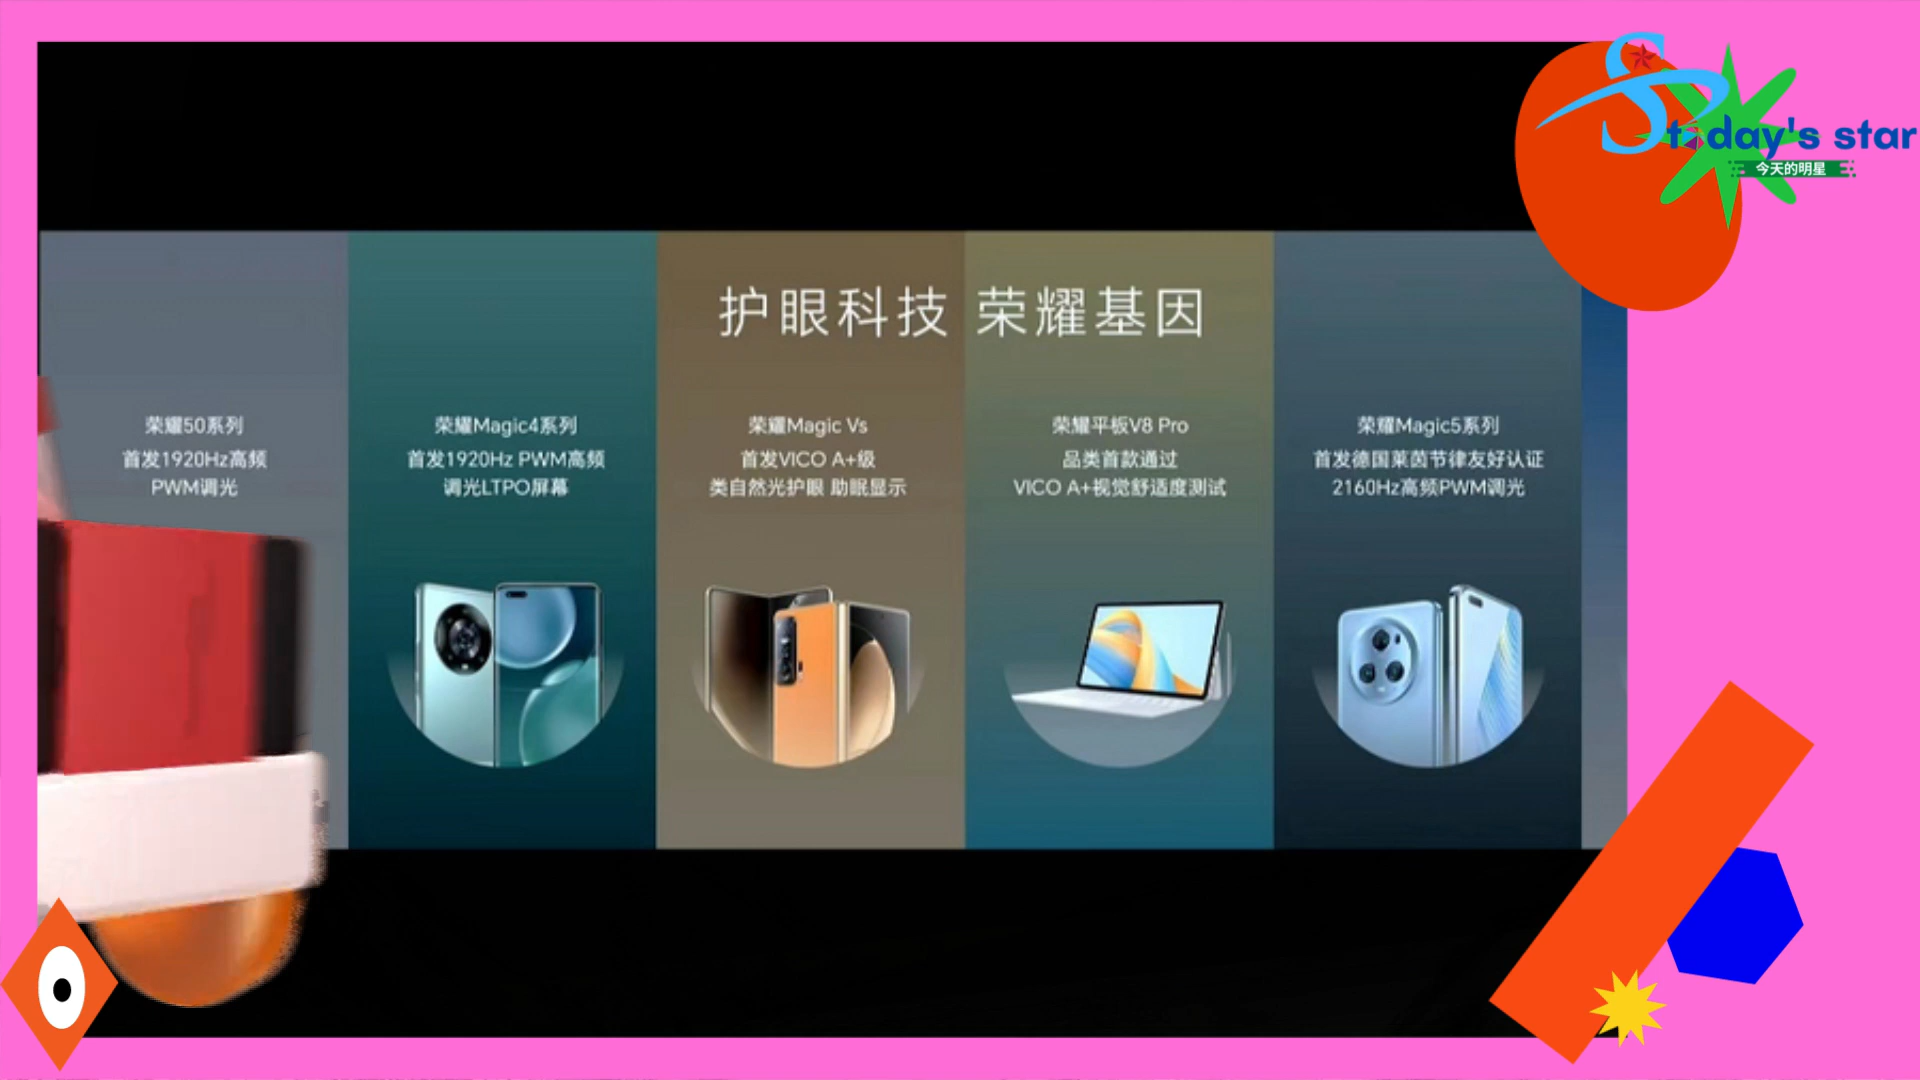 today's star
今天的明星
护眼科技 荣耀基因
荣耀50系列
首发1920Hz高频
PWM调光
荣耀Magic4系列
首发1920Hz PWM高频
调光LTPO屏幕
荣耀Magic Vs
首发VICO A+级
类自然光护眼 助眠显示
荣耀平板V8 Pro
品类首款通过
VICO A+视觉舒适度测试
荣耀Magic5系列
首发德国莱茵节律友好认证
2160Hz高频PWM调光